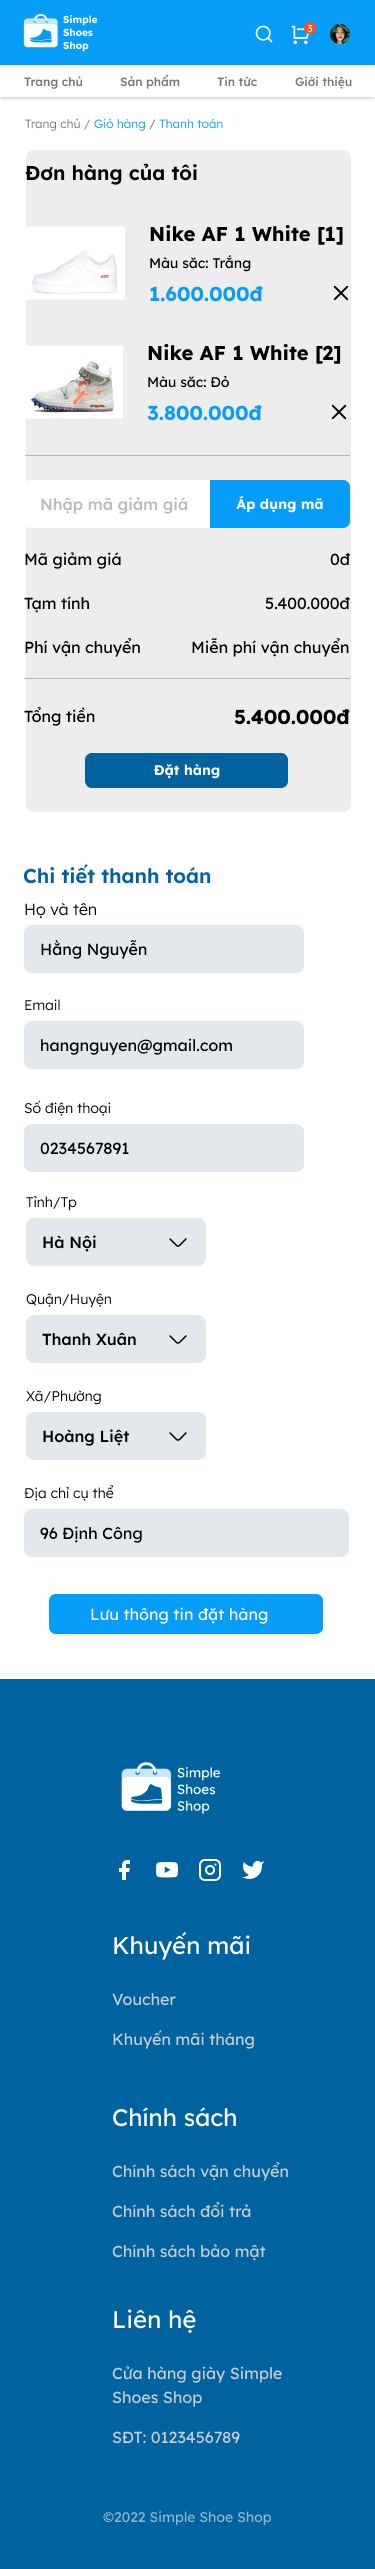 Simple
Shoes
Shop
3
Trang chủ Sản phẩm Tin tức Giới thiệu
Trang chủ / Giỏ hàng / Thanh toán
Đơn hàng của tôi
Nike AF 1 White [1]
Màu săc: Trắng
1.600.000đ
Nike AF 1 White [2]
Màu săc: Đỏ
3.800.000đ
Nhập mã giảm giá Áp dụng mã
Mã giảm giá 0đ
Tạm tính 5.400.000đ
Phí vận chuyển Miễn phí vận chuyển
Tổng tiền 5.400.000đ
Đặt hàng
Chi tiết thanh toán
Họ và tên
Hằng Nguyễn
Email
hangnguyen@gmail.com
Số điện thoại
0234567891
Tỉnh/Tp
Hà Nội
Quận/Huyện
Thanh Xuân
Xã/Phường
Hoàng Liệt
Địa chỉ cụ thể
96 Định Công
Lưu thông tin đặt hàng
Simple
Shoes
Shop
Khuyến mãi
Voucher
Khuyến mãi tháng
Chính sách
Chính sách vận chuyển
Chính sách đổi trả
Chính sách bảo mật
Liên hệ
Cửa hàng giày Simple
Shoes Shop
SĐT: 0123456789
©2022 Simple Shoe Shop